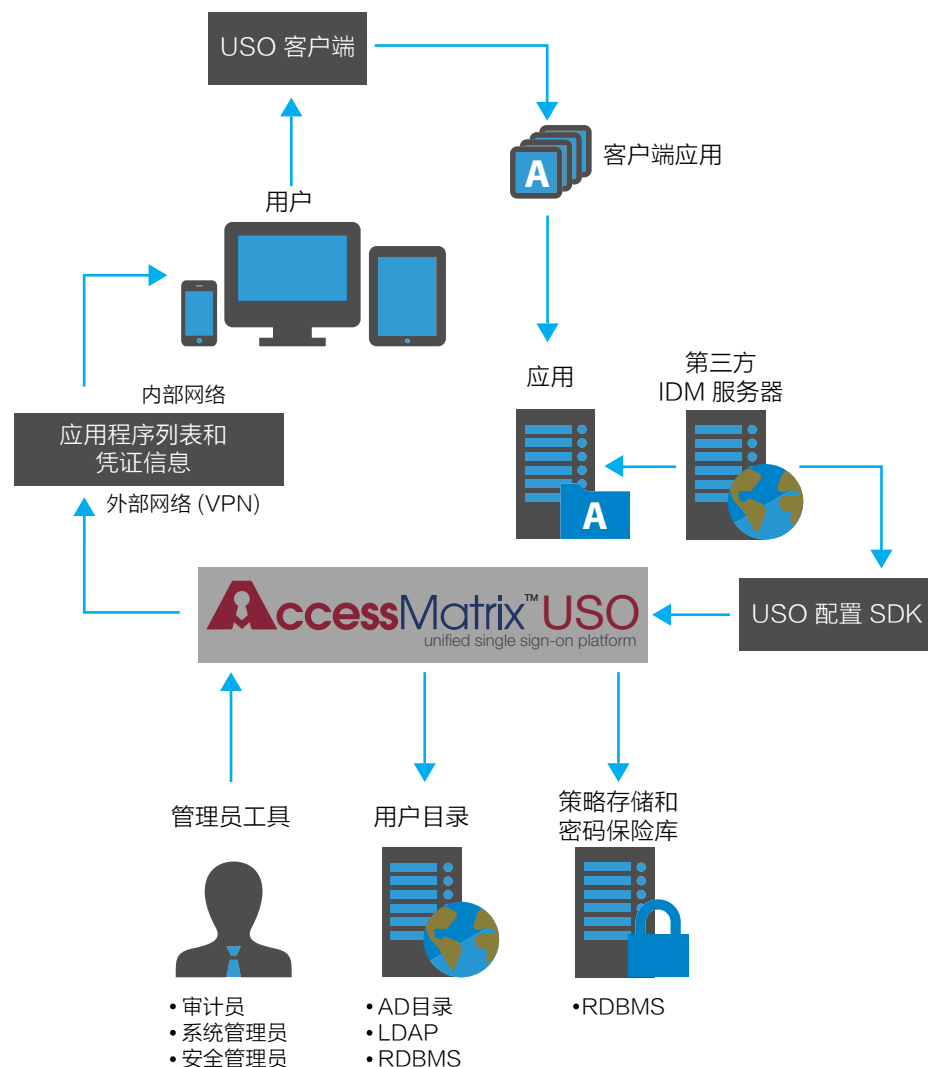 USO 客户端
客户端应用
用户
应用
第三方
IDM 服务器
内部网络
应用程序列表和
凭证信息
外部网络 (VPN)
A
A
AccessMatrix™ USO
unified single sign-on platform
USO 配置 SDK
管理员工具
用户目录
策略存储和
密码保险库
•审计员
•系统管理员
•安全管理员
•AD目录
•LDAP
•RDBMS
•RDBMS